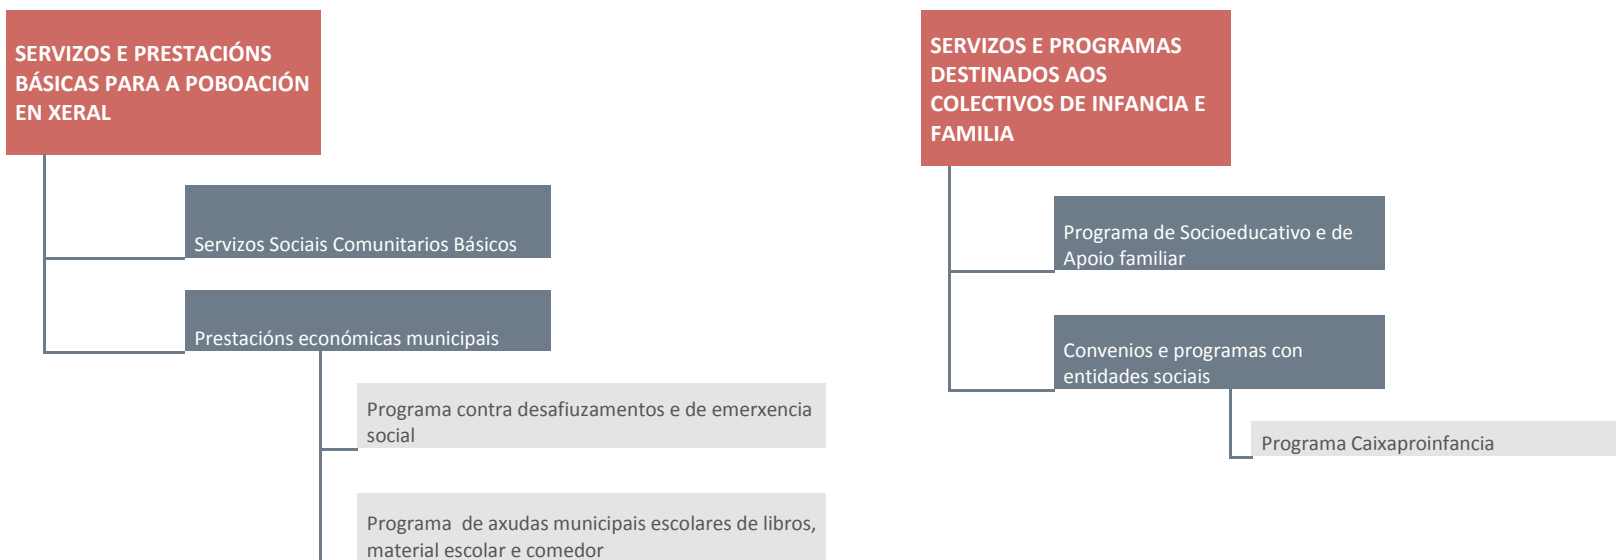 SERVIZOS E PRESTACIÓNS
BÁSICAS PARA A POBOACIÓN
EN XERAL
Servizos Sociais Comunitarios Básicos
Prestacións económicas municipais
Programa contra desafiuzamentos e de emerxencia
social
Programa  de axudas municipais escolares de libros,
material escolar e comedor
SERVIZOS E PROGRAMAS
DESTINADOS AOS
COLECTIVOS DE INFANCIA E
FAMILIA
Programa de Socioeducativo e de
Apoio familiar
Convenios e programas con
entidades sociais
Programa Caixaproinfancia